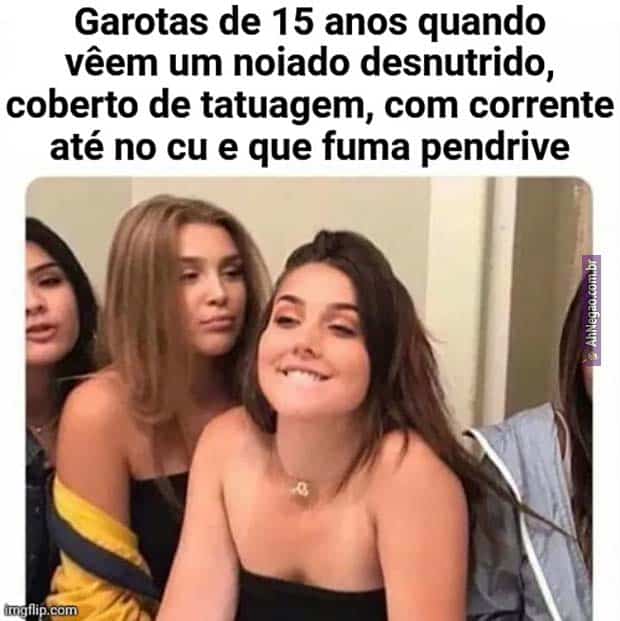 Garotas de 15 anos quando
vêem um noiado desnutrido,
coberto de tatuagem, com corrente
até no cu e que fuma pendrive
AhNegao.com.br
imgflip.com